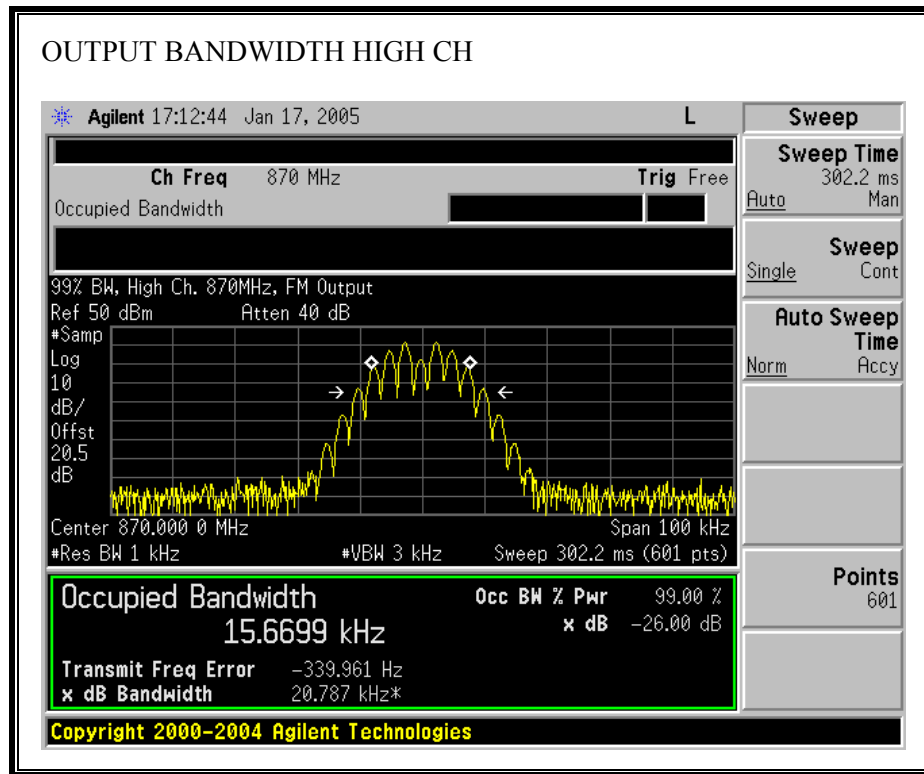 OUTPUT BANDWIDTH HIGH CH
Agilent 17:12:44 Jan 17, 2005 L
Ch Freq 870 MHz Trig Free
Occupied Bandwidth
99% BW, High Ch. 870MHz, FM Output
Ref 50 dBm Atten 40 dB
#Samp
Log
10
dB/
Offst
20.5
dB
Center 870.000 0 MHz Span 100 kHz
#Res BW 1 kHz #VBW 3 kHz Sweep 302.2 ms (601 pts)
Occupied Bandwidth Occ BW % Pwr 99.00 %
15.6699 kHz x dB -26.00 dB
Transmit Freq Error -339.961 Hz
x dB Bandwidth 20.787 kHz*
Copyright 2000-2004 Agilent Technologies
Sweep
Sweep Time
302.2 ms
Auto Man
Sweep
Single Cont
Auto Sweep
Time
Norm Accy
Points
601